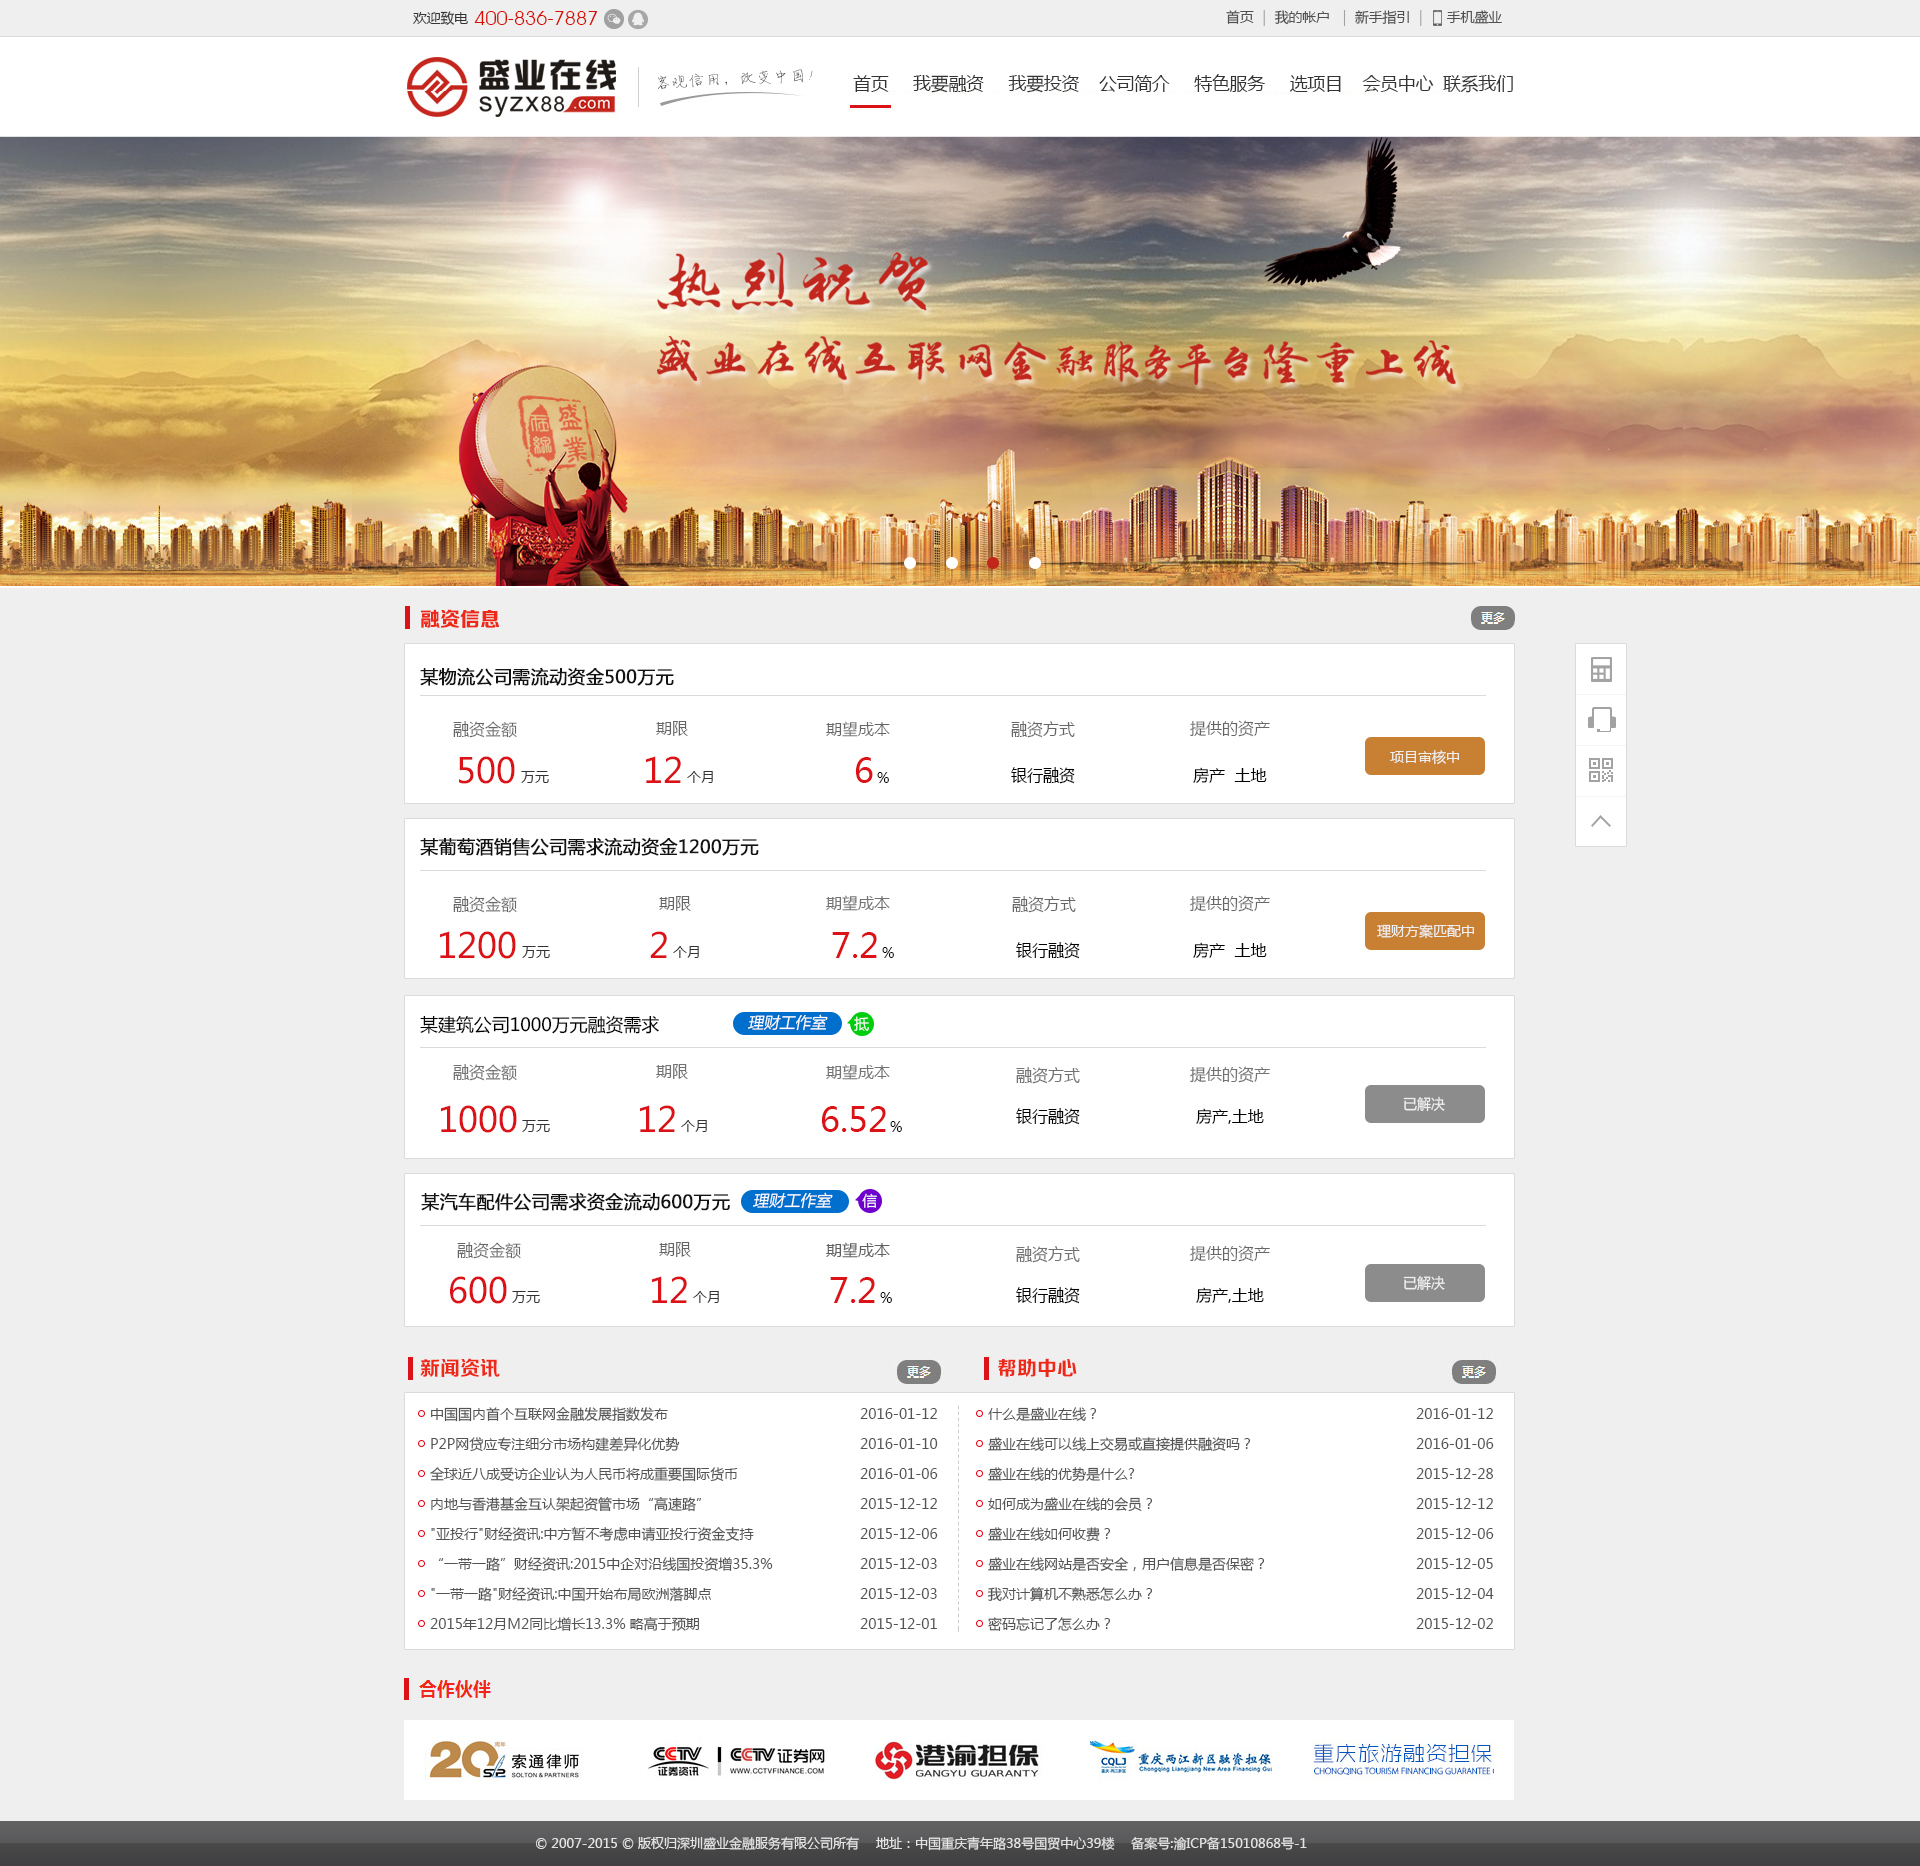 欢迎致电 400-836-7887
首页 | 我的帐户 | 新手指引 | 手机盛业
盛业在线
syzx88.com
客观信用，改变中国！
首页 我要融资 我要投资 公司简介 特色服务 选项目 会员中心 联系我们
热烈祝贺
盛业在线互联网金融服务平台隆重上线
盛業在線
融资信息 更多
某物流公司需流动资金500万元
融资金额 期限 期望成本 融资方式 提供的资产
500 万元 12 个月 6 % 银行融资 房产 土地 项目审核中
某葡萄酒销售公司需求流动资金1200万元
融资金额 期限 期望成本 融资方式 提供的资产
1200 万元 2 个月 7.2 % 银行融资 房产 土地 理财方案匹配中
某建筑公司1000万元融资需求 理财工作室 抵
融资金额 期限 期望成本 融资方式 提供的资产
1000 万元 12 个月 6.52 % 银行融资 房产,土地 已解决
某汽车配件公司需求资金流动600万元 理财工作室 信
融资金额 期限 期望成本 融资方式 提供的资产
600 万元 12 个月 7.2 % 银行融资 房产,土地 已解决
新闻资讯 更多
中国国内首个互联网金融发展指数发布 2016-01-12
P2P网贷应专注细分市场构建差异化优势 2016-01-10
全球近八成受访企业认为人民币将成重要国际货币 2016-01-06
内地与香港基金互认架起资管市场“高速路” 2015-12-12
"亚投行"财经资讯:中方暂不考虑申请亚投行资金支持 2015-12-06
“一带一路”财经资讯:2015中企对沿线国投资增35.3% 2015-12-03
"一带一路"财经资讯:中国开始布局欧洲落脚点 2015-12-03
2015年12月M2同比增长13.3% 略高于预期 2015-12-01
帮助中心 更多
什么是盛业在线？ 2016-01-12
盛业在线可以线上交易或直接提供融资吗？ 2016-01-06
盛业在线的优势是什么? 2015-12-28
如何成为盛业在线的会员？ 2015-12-12
盛业在线如何收费？ 2015-12-06
盛业在线网站是否安全，用户信息是否保密？ 2015-12-05
我对计算机不熟悉怎么办？ 2015-12-04
密码忘记了怎么办？ 2015-12-02
合作伙伴
20周年 索通律师
SOLTON & PARTNERS
CCTV 证券资讯 CCTV 证券网
WWW.CCTVFINANCE.COM
港渝担保
GANGYU GUARANTY
CQLJ 重庆两江新区融资担保
Chongqing Liangjiang New Area Financing Gu
重庆旅游融资担保
CHONGQING TOURISM FINANCING GUARANTEE
© 2007-2015 © 版权归深圳盛业金融服务有限公司所有 地址：中国重庆青年路38号国贸中心39楼 备案号:渝ICP备15010868号-1